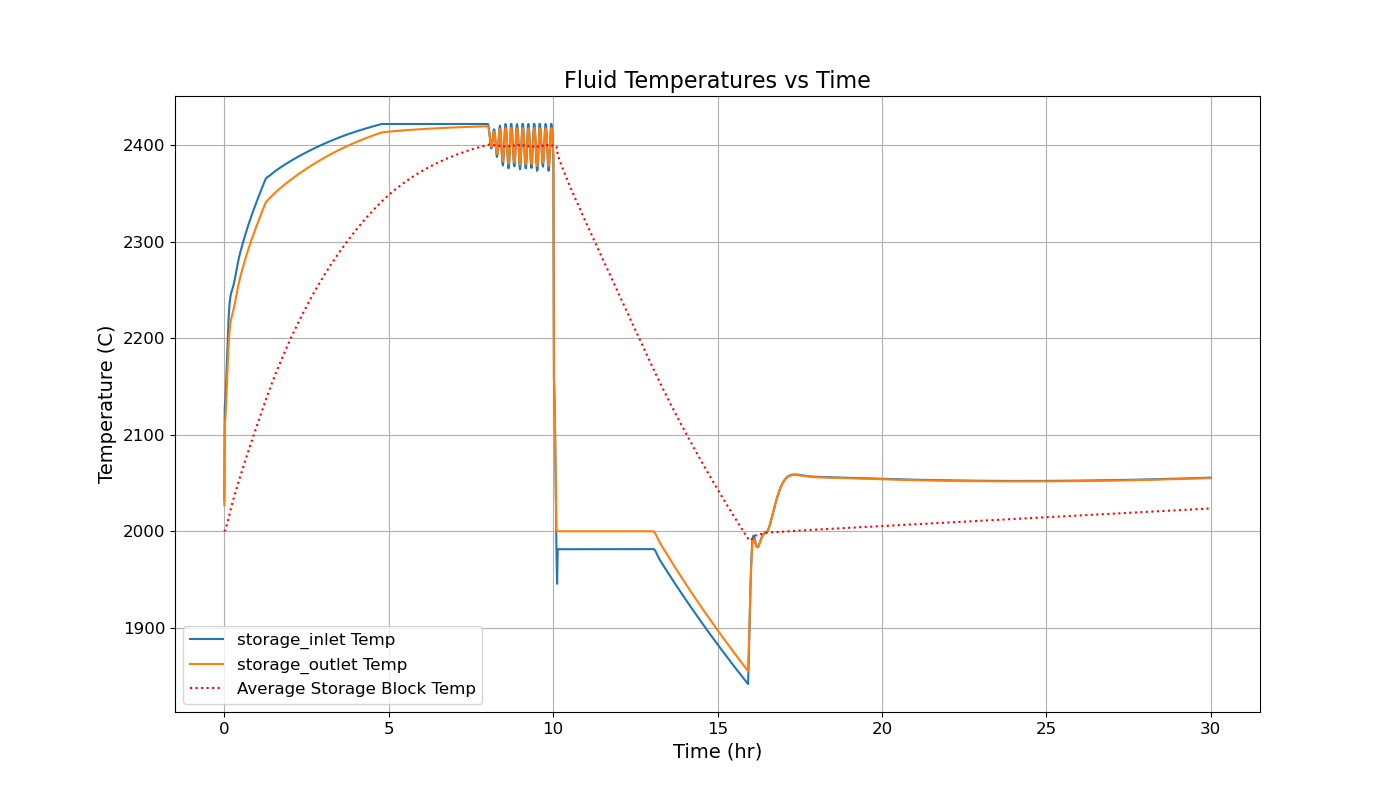 Fluid Temperatures vs Time
Temperature (C)
2400
2300
2200
2100
2000
1900
storage_inlet Temp
storage_outlet Temp
Average Storage Block Temp
0 5 10 15 20 25 30
Time (hr)